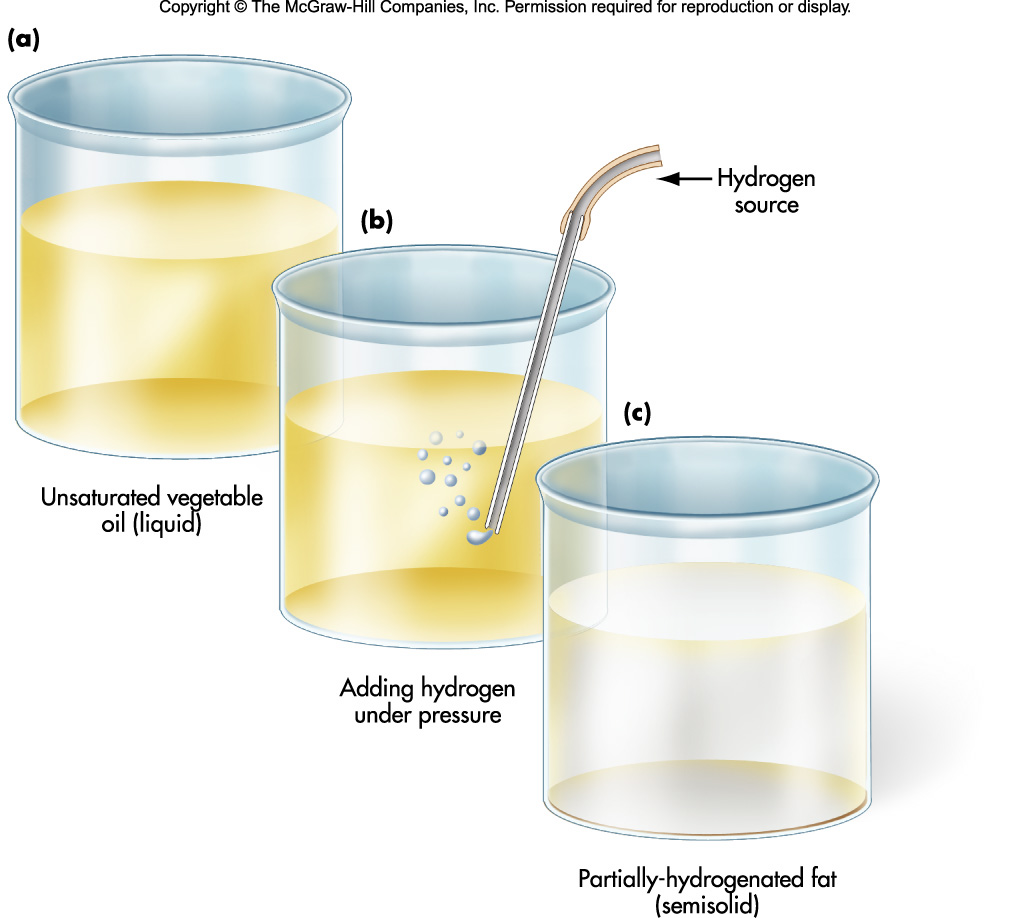 Copyright © The McGraw-Hill Companies, Inc. Permission required for reproduction or display.
(a)
Hydrogen
source
(b)
(c)
Unsaturated vegetable
oil (liquid)
Adding hydrogen
under pressure
Partially-hydrogenated fat
(semisolid)